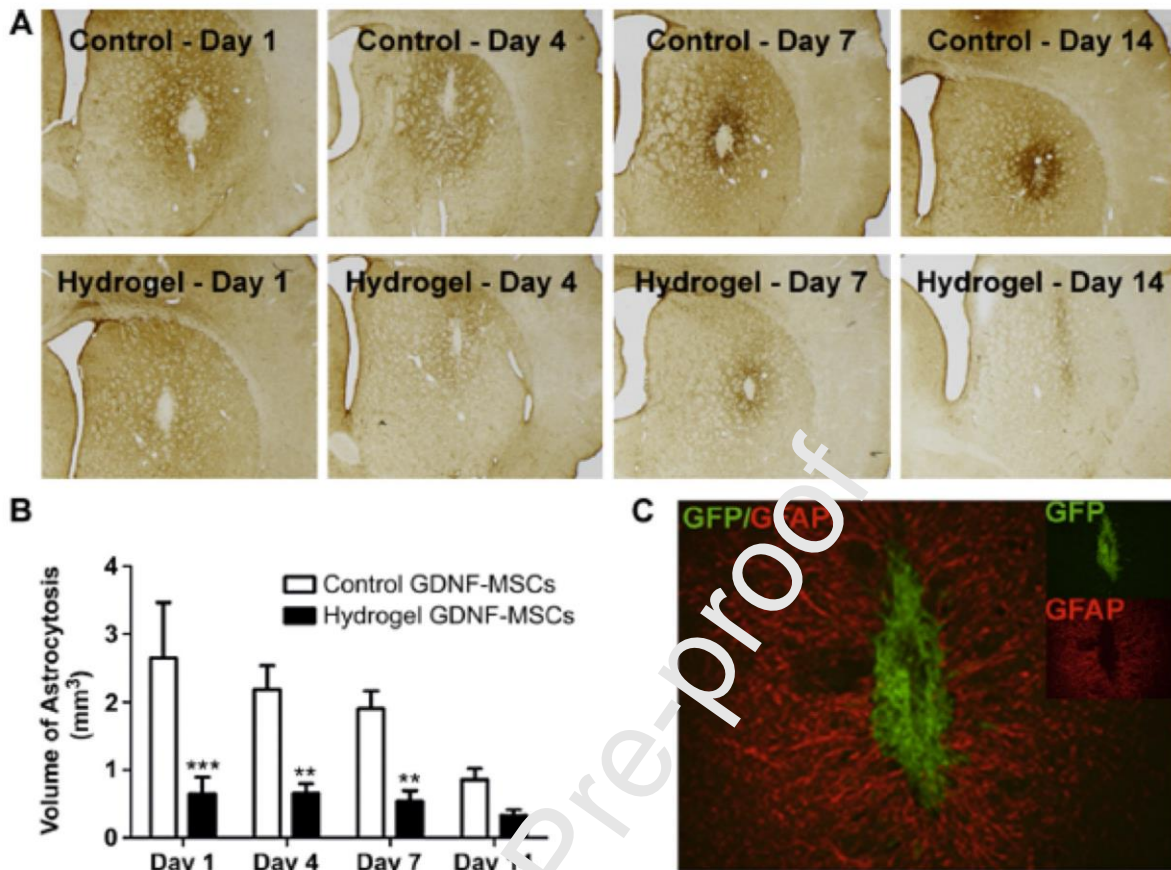 A
Control - Day 1
Control - Day 4
Control - Day 7
Control - Day 14
Hydrogel - Day 1
Hydrogel - Day 4
Hydrogel - Day 7
Hydrogel - Day 14
B
Volume of Astrocytosis
(mm³)
4
3
2
1
0
Control GDNF-MSCs
Hydrogel GDNF-MSCs
***
**
**
Day 1
Day 4
Day 7
C
GFP/GFAP
GFP
GFAP
Pre-proof